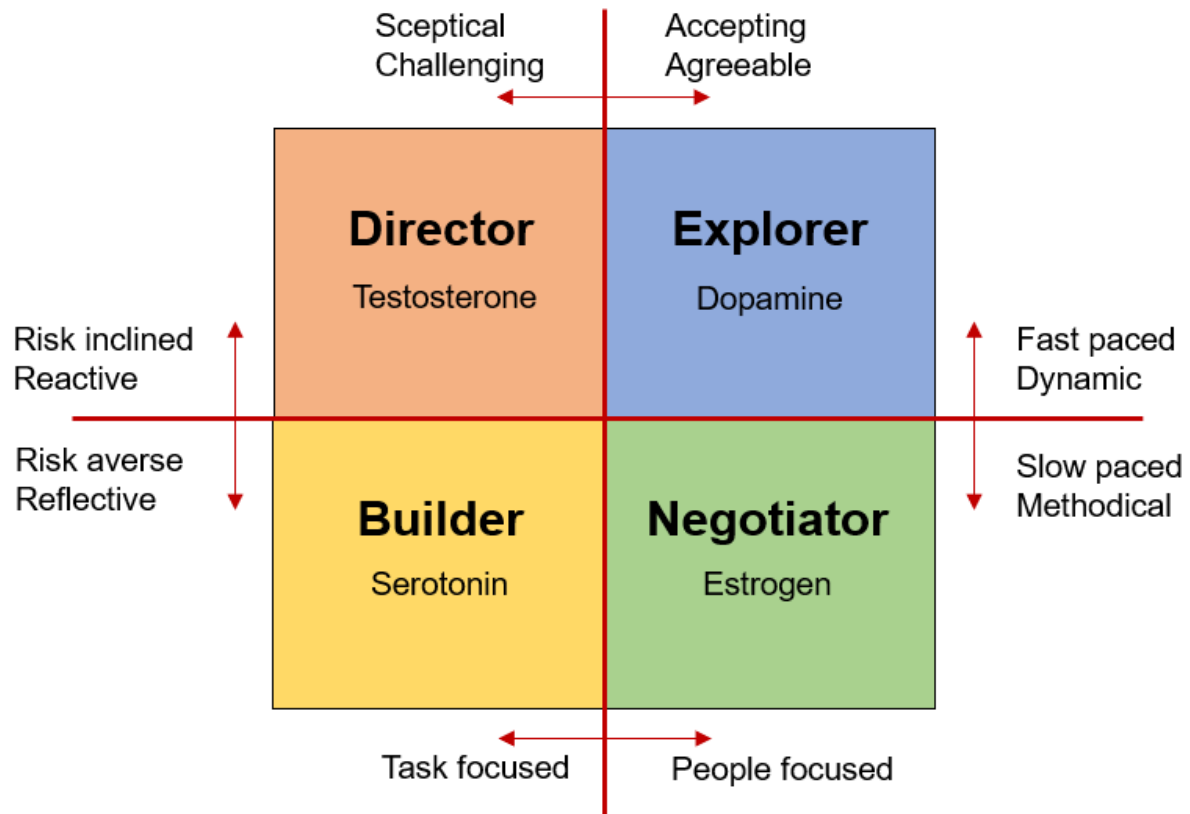 Sceptical
Challenging
Accepting
Agreeable
Director
Testosterone
Explorer
Dopamine
Risk inclined
Reactive
Fast paced
Dynamic
Risk averse
Reflective
Slow paced
Methodical
Builder
Serotonin
Negotiator
Estrogen
Task focused
People focused